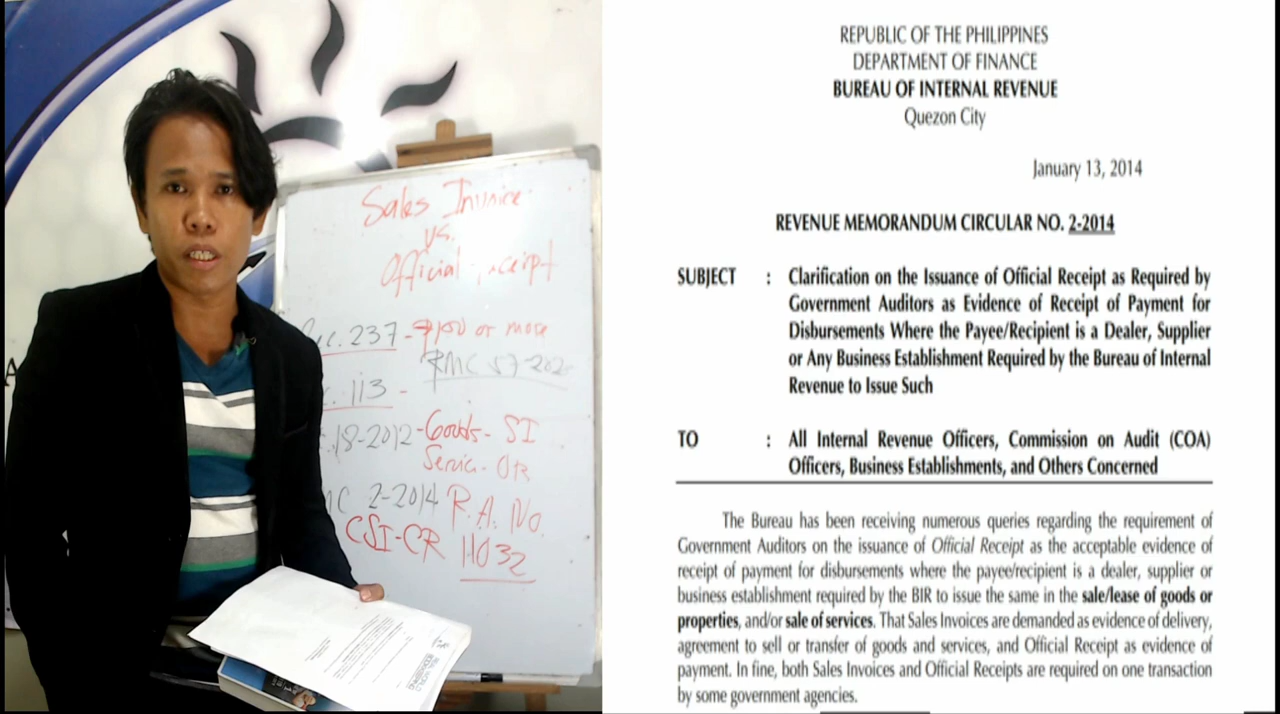 Sales Invoice
vs.
Official receipt
Sec. 237 - ₱100 or more
RMC 57-202
113 -
18-2012 - Goods - SI
Service - OR
2-2014 R.A. No.
CSI-CR 11032
REPUBLIC OF THE PHILIPPINES
DEPARTMENT OF FINANCE
BUREAU OF INTERNAL REVENUE
Quezon City
January 13, 2014
REVENUE MEMORANDUM CIRCULAR NO. 2-2014
SUBJECT : Clarification on the Issuance of Official Receipt as Required by
Government Auditors as Evidence of Receipt of Payment for
Disbursements Where the Payee/Recipient is a Dealer, Supplier
or Any Business Establishment Required by the Bureau of Internal
Revenue to Issue Such
TO : All Internal Revenue Officers, Commission on Audit (COA)
Officers, Business Establishments, and Others Concerned
The Bureau has been receiving numerous queries regarding the requirement of
Government Auditors on the issuance of Official Receipt as the acceptable evidence of
receipt of payment for disbursements where the payee/recipient is a dealer, supplier or
business establishment required by the BIR to issue the same in the sale/lease of goods or
properties, and/or sale of services. That Sales Invoices are demanded as evidence of delivery,
agreement to sell or transfer of goods and services, and Official Receipt as evidence of
payment. In fine, both Sales Invoices and Official Receipts are required on one transaction
by some government agencies.